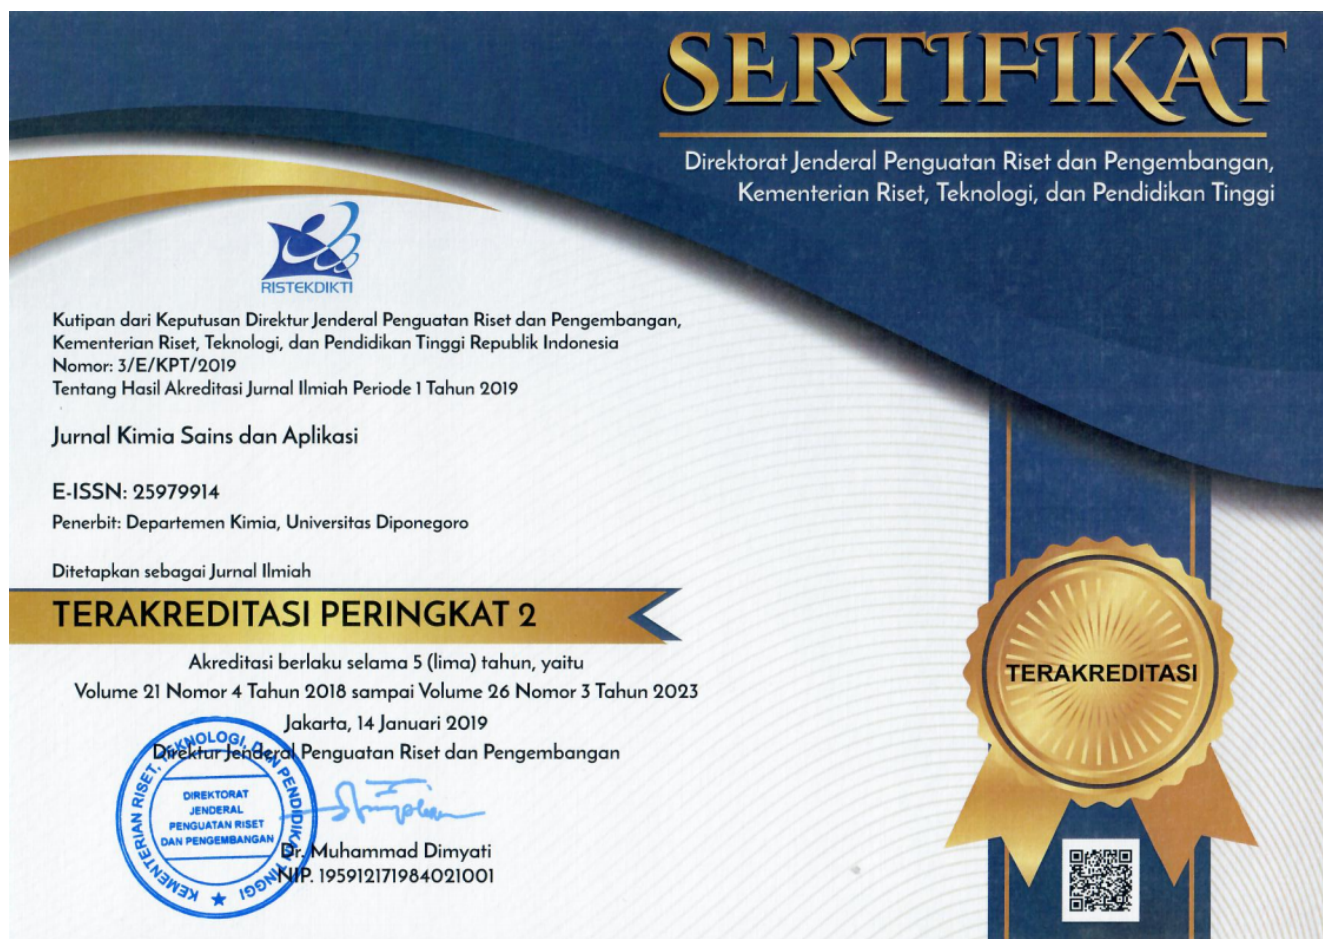 SERTIFIKAT
Direktorat Jenderal Penguatan Riset dan Pengembangan,
Kementerian Riset, Teknologi, dan Pendidikan Tinggi
RISTEKDIKTI
Kutipan dari Keputusan Direktur Jenderal Penguatan Riset dan Pengembangan,
Kementerian Riset, Teknologi, dan Pendidikan Tinggi Republik Indonesia
Nomor: 3/E/KPT/2019
Tentang Hasil Akreditasi Jurnal Ilmiah Periode 1 Tahun 2019
Jurnal Kimia Sains dan Aplikasi
E-ISSN: 25979914
Penerbit: Departemen Kimia, Universitas Diponegoro
Ditetapkan sebagai Jurnal Ilmiah
TERAKREDITASI PERINGKAT 2
Akreditasi berlaku selama 5 (lima) tahun, yaitu
Volume 21 Nomor 4 Tahun 2018 sampai Volume 26 Nomor 3 Tahun 2023
Jakarta, 14 Januari 2019
Direktur Jenderal Penguatan Riset dan Pengembangan
KEMENTERIAN RISET, TEKNOLOGI, DAN PENDIDIKAN TINGGI
DIREKTORAT
JENDERAL
PENGUATAN RISET
DAN PENGEMBANGAN
Dr. Muhammad Dimyati
NIP. 195912171984021001
TERAKREDITASI